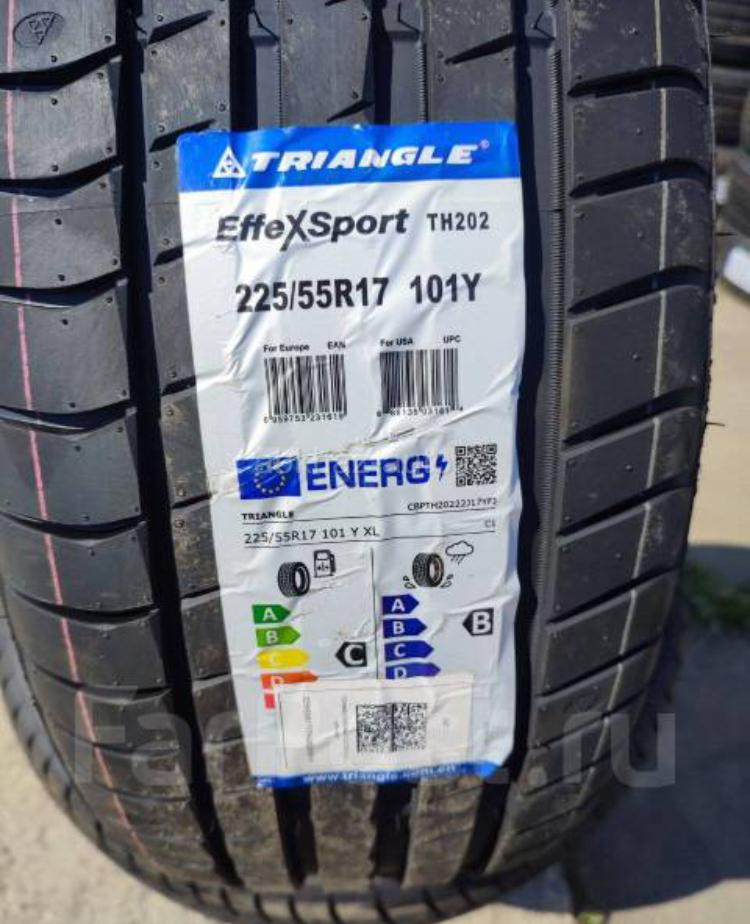 TRIANGLE
EffeXSport TH202
225/55R17 101Y
For Europe EAN For USA UPC
ENERG
TRIANGLE
225/55R17 101 Y XL C1
A A
B B B
C C C
D D
www.triangle.com.cn